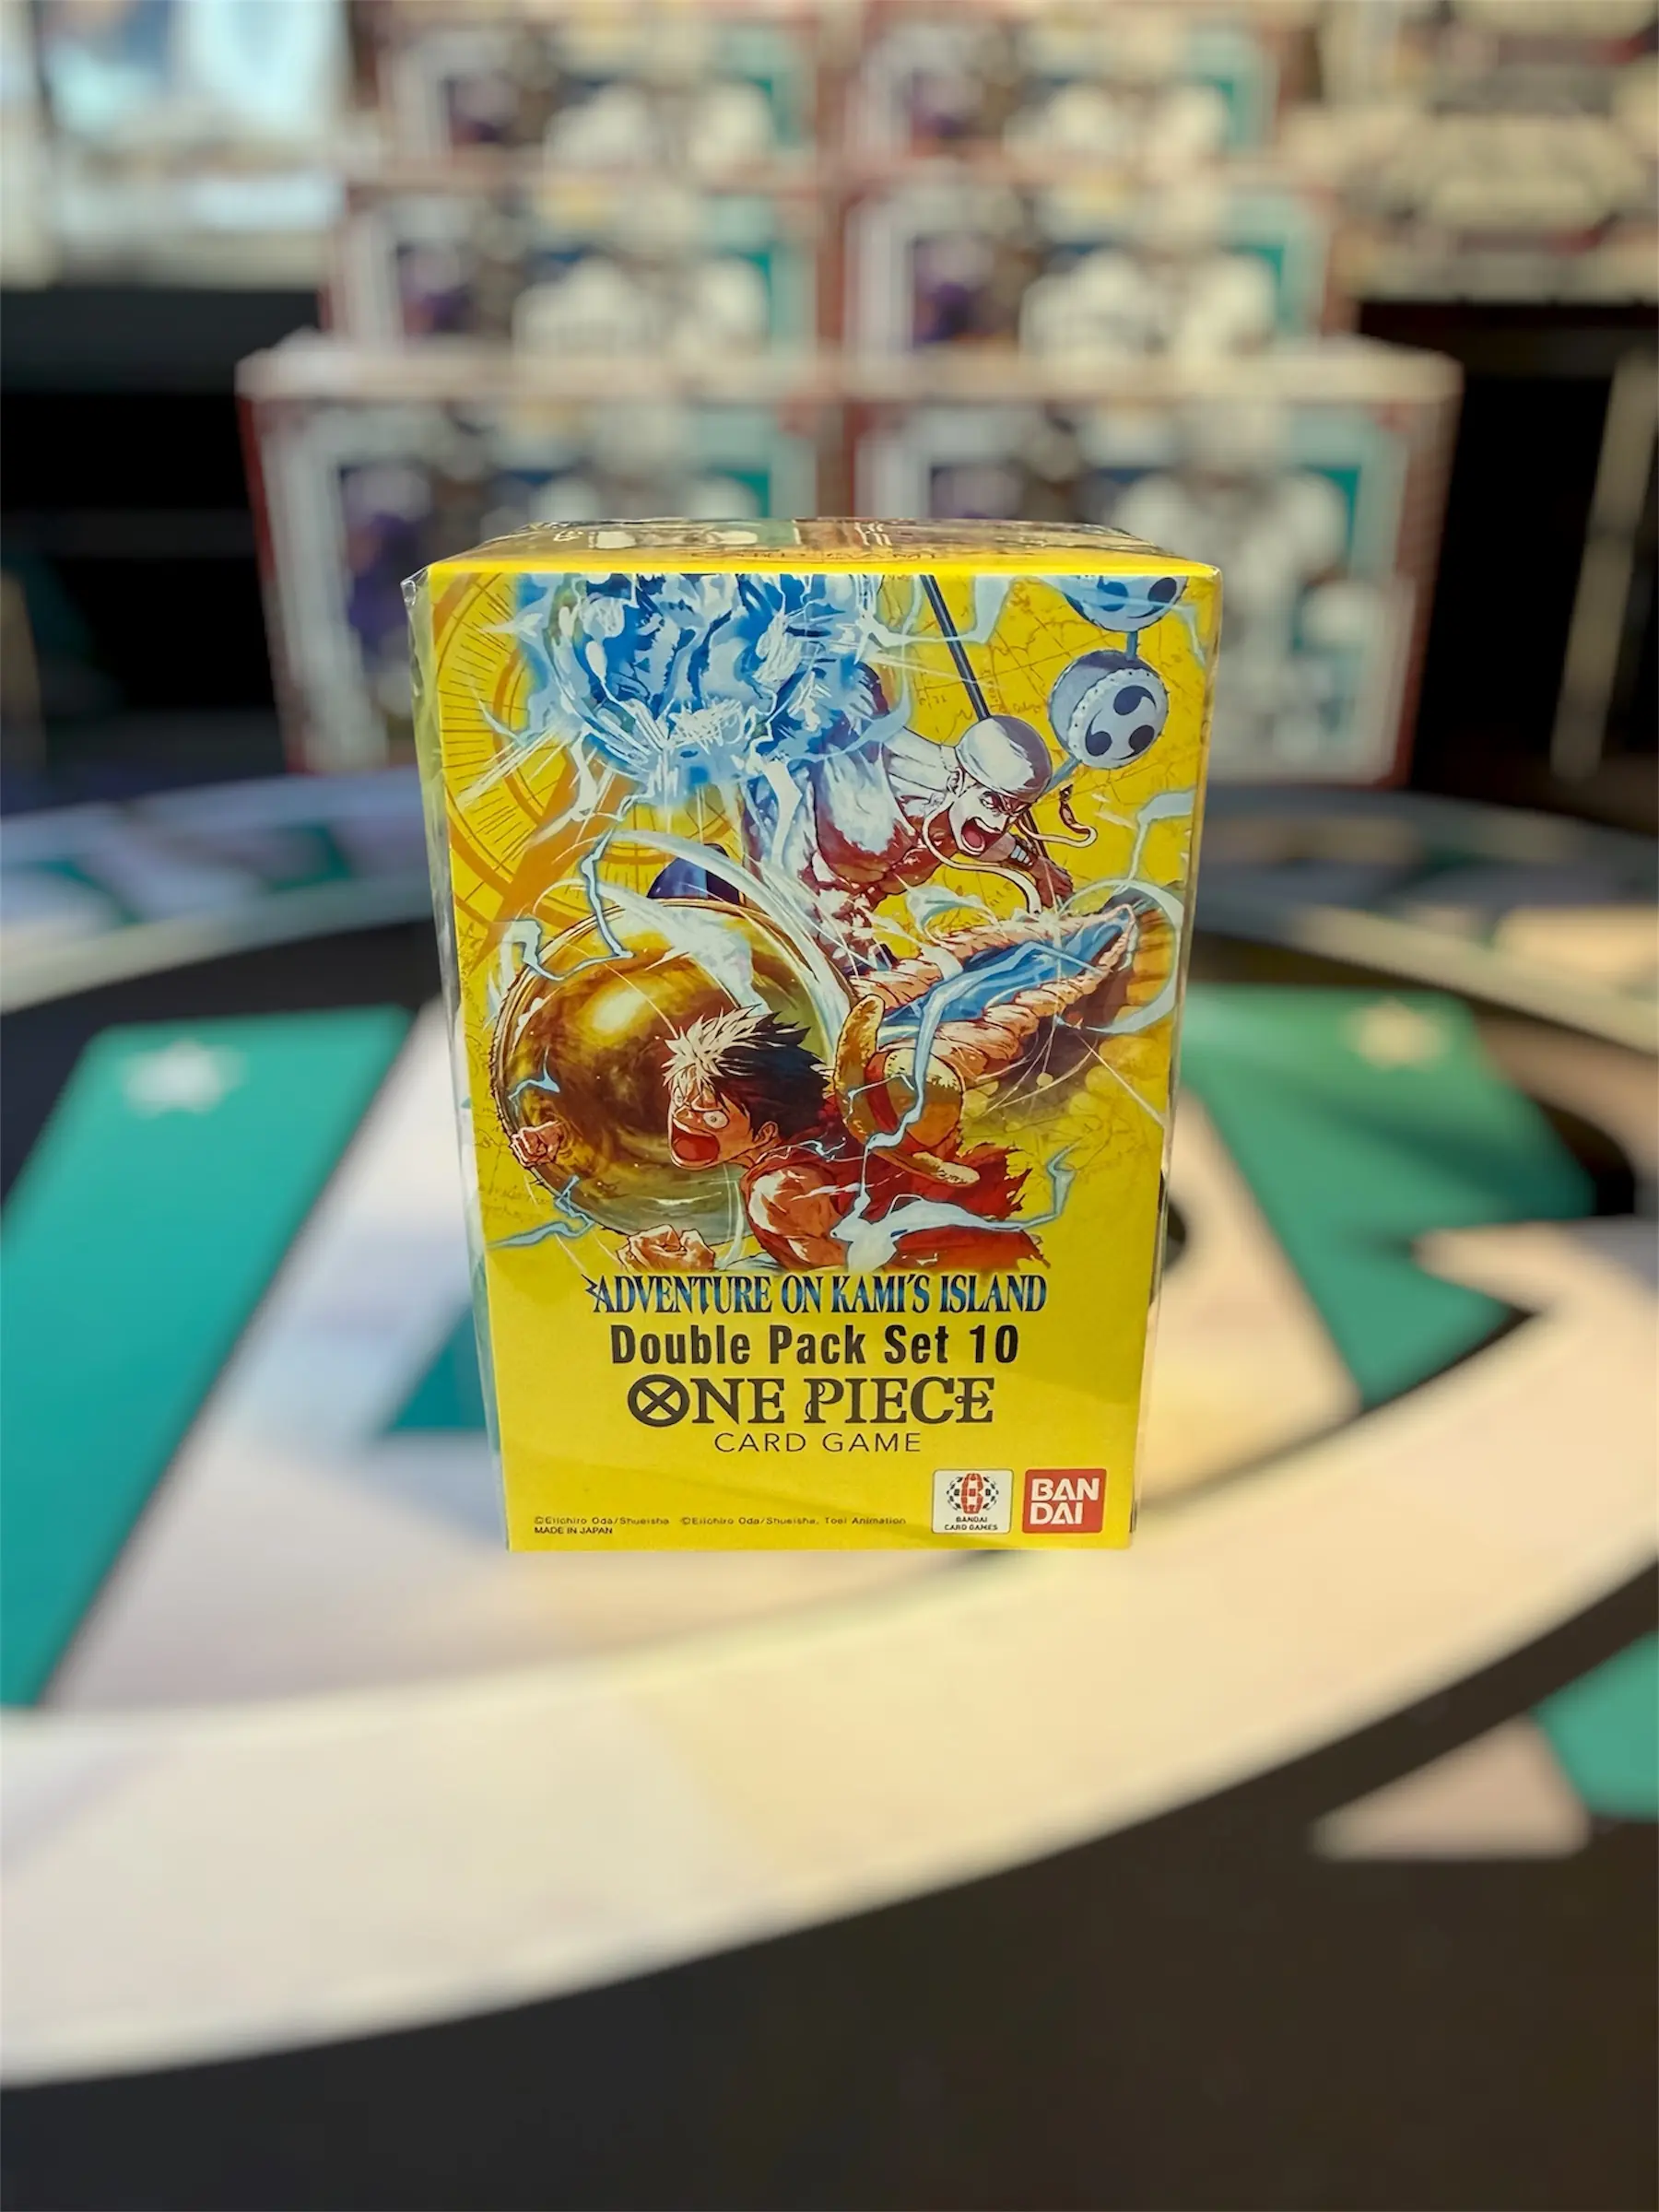 ADVENTURE ON KAMI'S ISLAND
Double Pack Set 10
ONE PIECE
CARD GAME
©Eiichiro Oda/Shueisha ©Eiichiro Oda/Shueisha, Toei Animation
MADE IN JAPAN
B
BANDAI
CARD GAMES
BAN
DAI